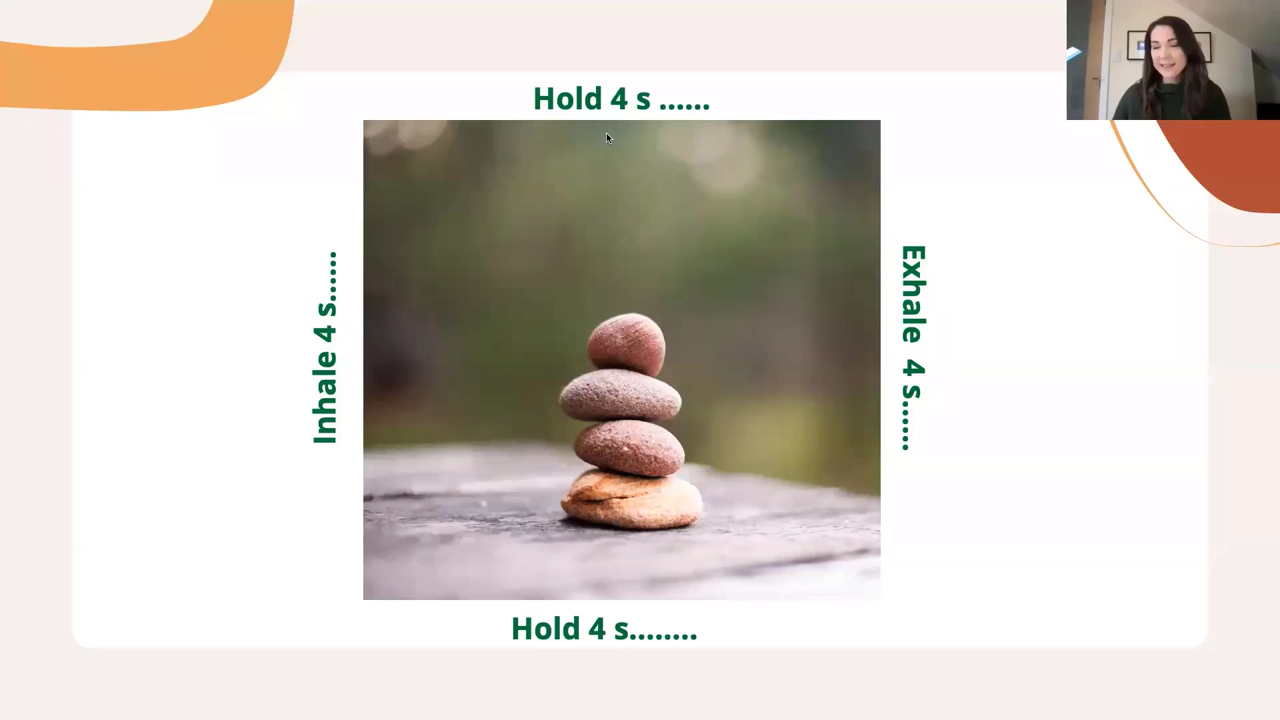 Hold 4 s ......
Inhale 4 s......
Exhale  4 s......
Hold 4 s........